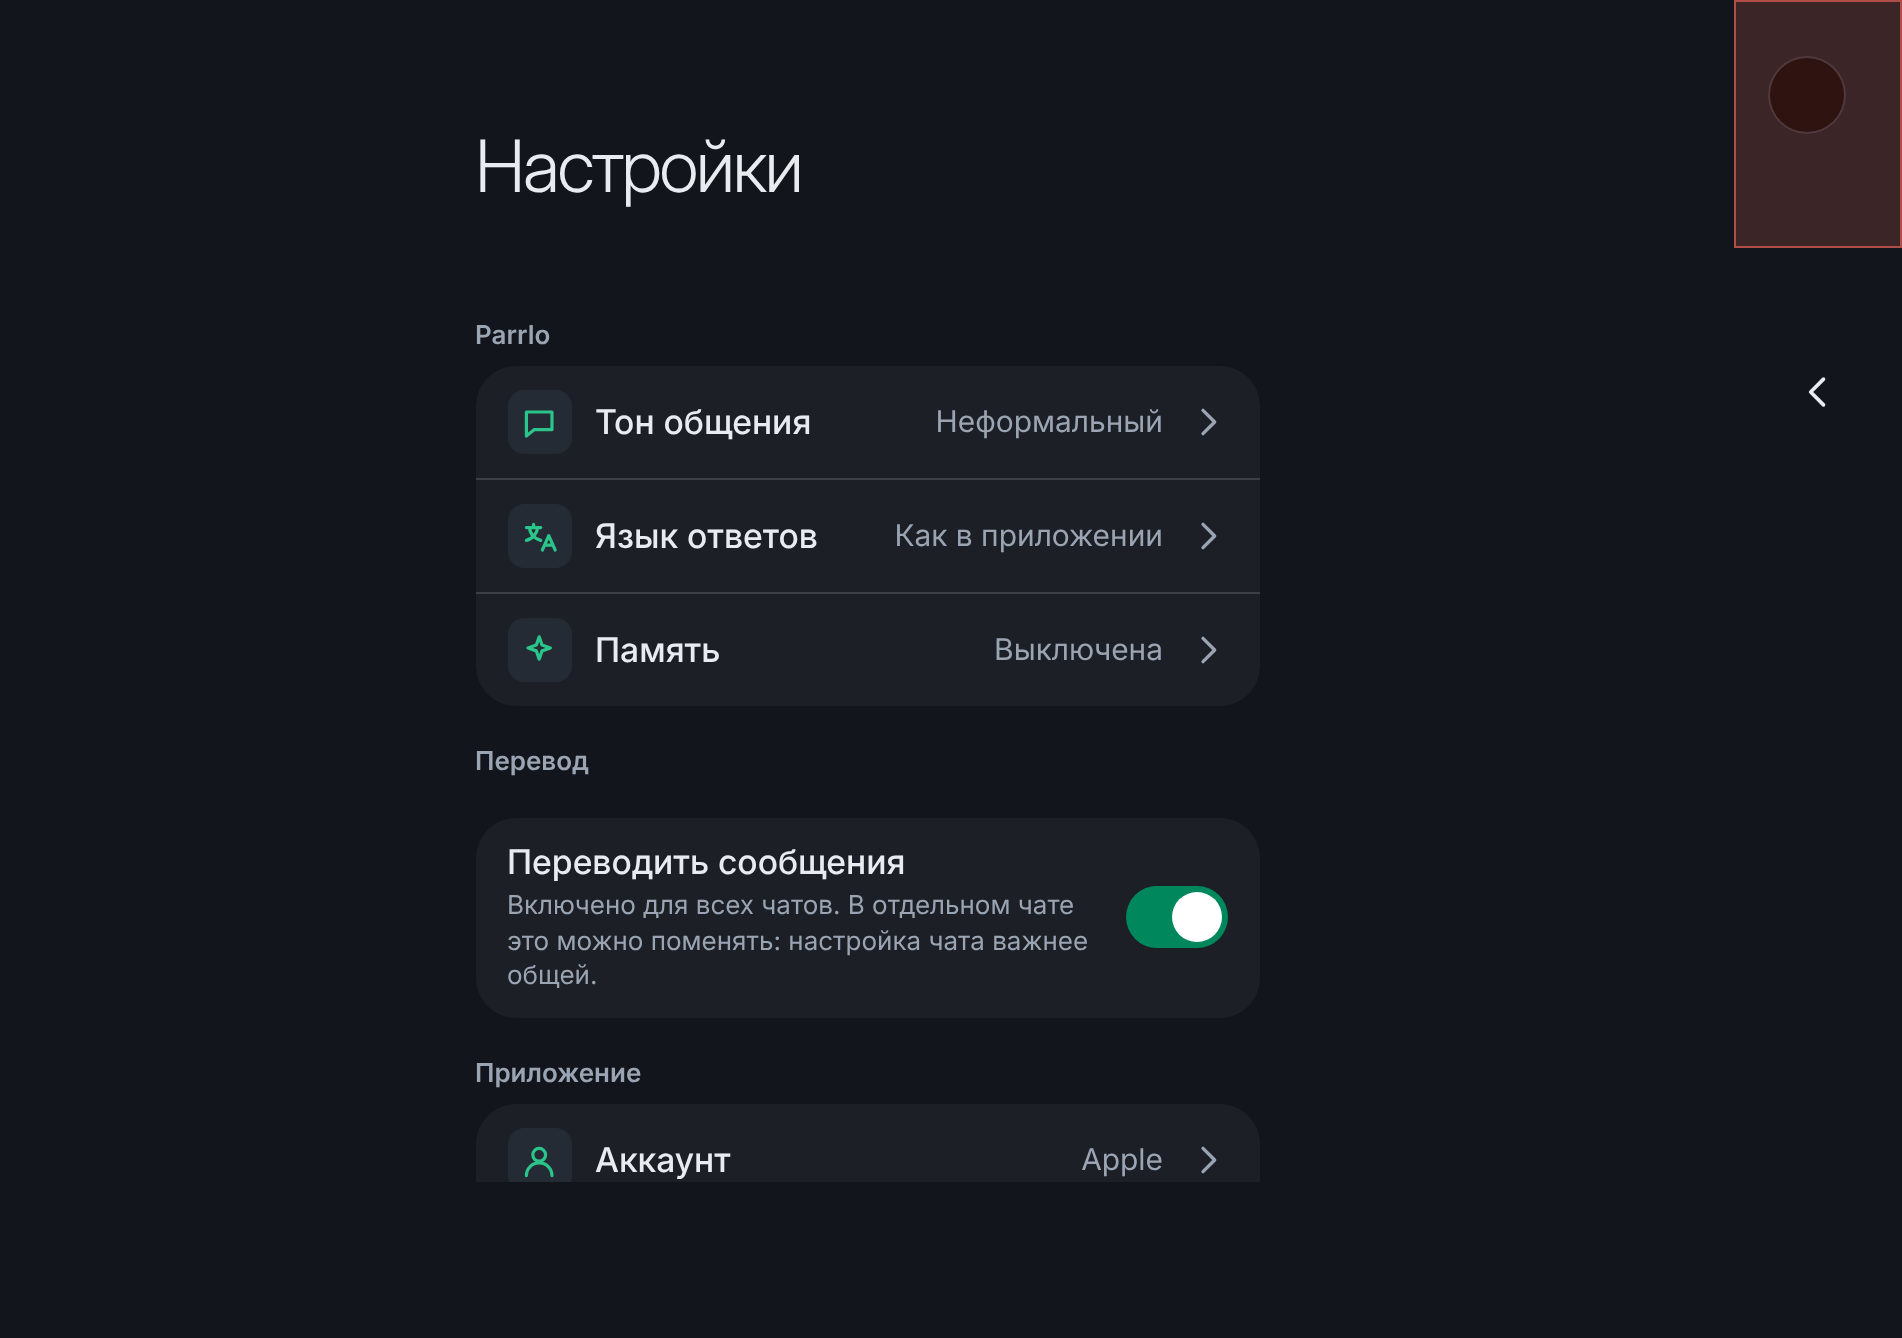 Настройки
Parrlo
Тон общения Неформальный
Язык ответов Как в приложении
Память Выключена
Перевод
Переводить сообщения
Включено для всех чатов. В отдельном чате
это можно поменять: настройка чата важнее
общей.
Приложение
Аккаунт Apple